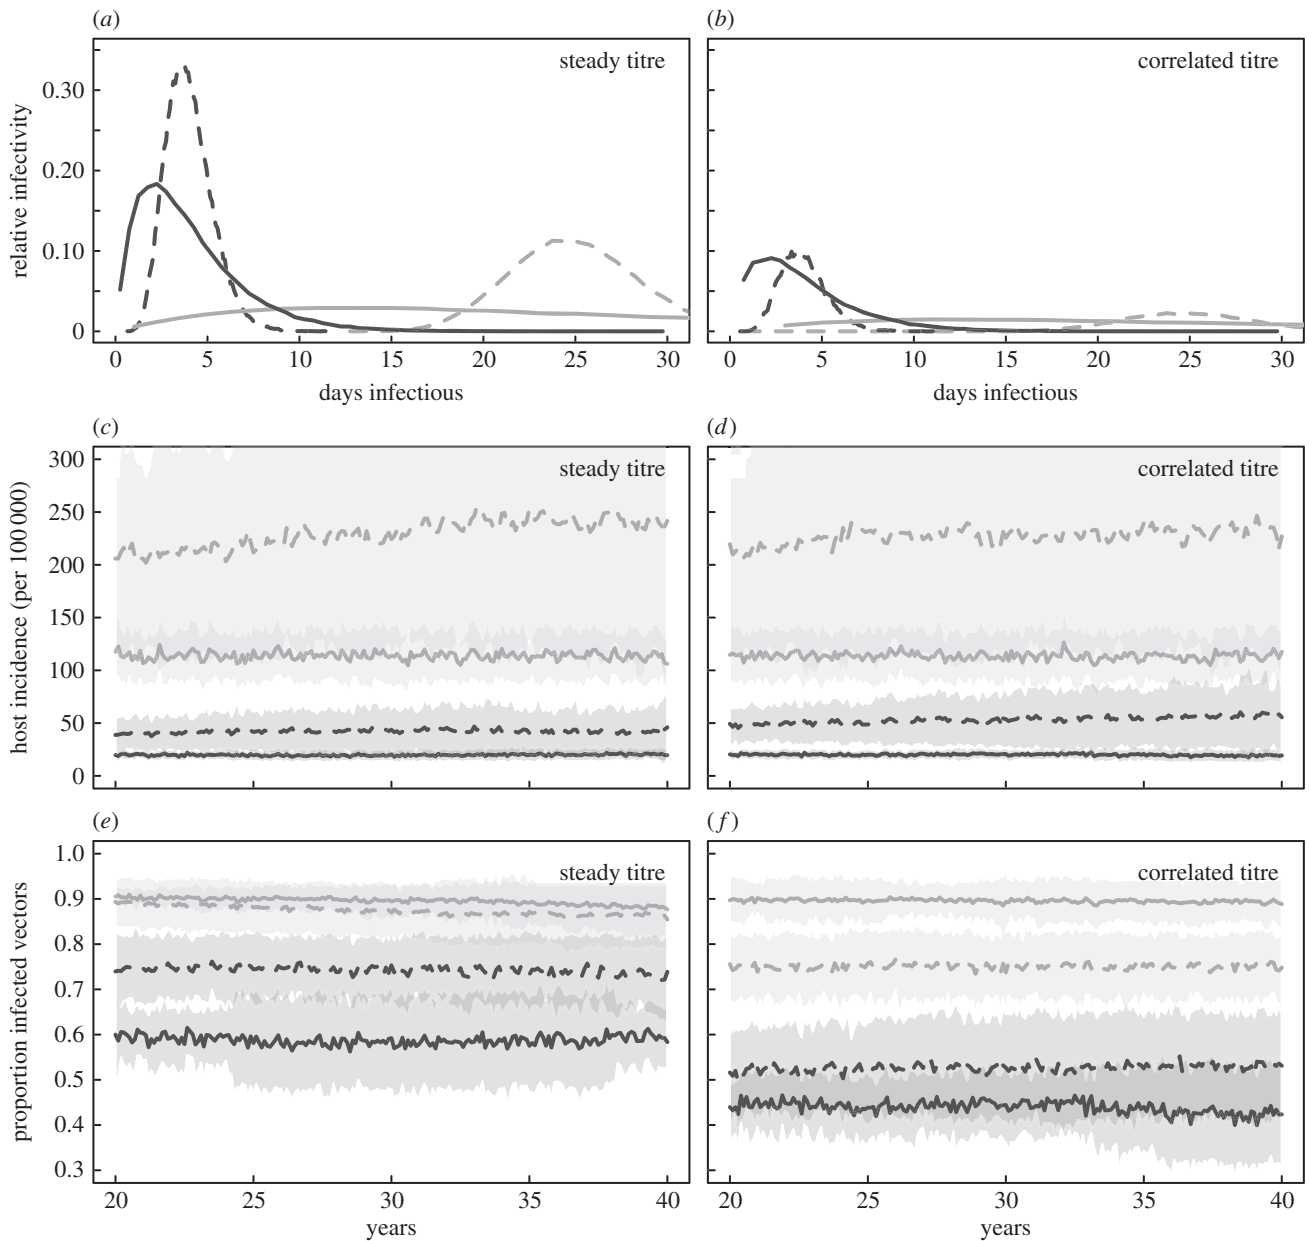 (a)
(b)
steady titre
correlated titre
relative infectivity
0.30
0.20
0.10
0
0 5 10 15 20 25 30
0 5 10 15 20 25 30
days infectious
days infectious
(c)
(d)
steady titre
correlated titre
host incidence (per 100 000)
300
250
200
150
100
50
0
(e)
(f)
steady titre
correlated titre
proportion infected vectors
1.0
0.9
0.8
0.7
0.6
0.5
0.4
0.3
20 25 30 35 40
20 25 30 35 40
years
years